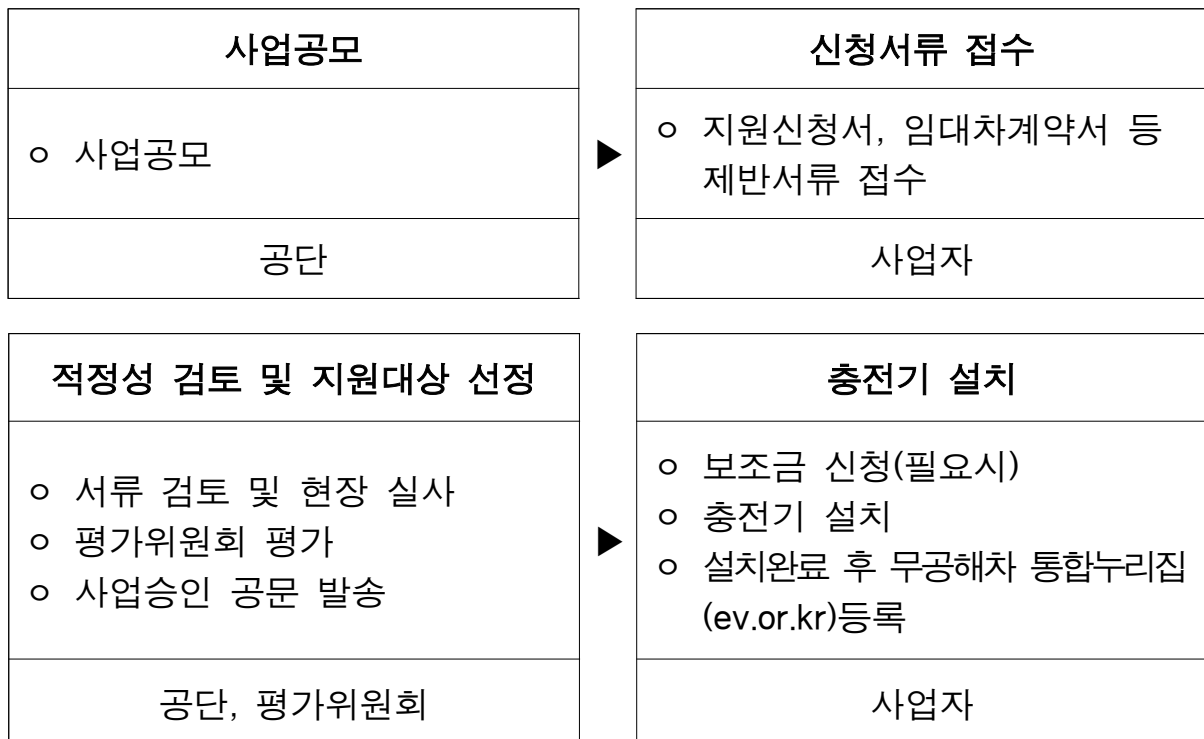 사업공모
ㅇ 사업공모
공단
▶
신청서류 접수
ㅇ 지원신청서, 임대차계약서 등
제반서류 접수
사업자
적정성 검토 및 지원대상 선정
ㅇ 서류 검토 및 현장 실사
ㅇ 평가위원회 평가
ㅇ 사업승인 공문 발송
공단, 평가위원회
▶
충전기 설치
ㅇ 보조금 신청(필요시)
ㅇ 충전기 설치
ㅇ 설치완료 후 무공해차 통합누리집
(ev.or.kr)등록
사업자